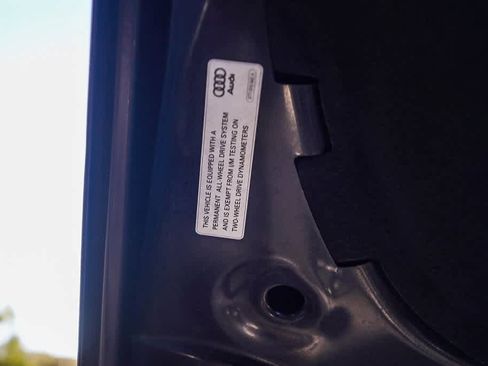 Audi
THIS VEHICLE IS EQUIPPED WITH A
PERMANENT ALL-WHEEL DRIVE SYSTEM
AND IS EXEMPT FROM I/M TESTING ON
TWO-WHEEL DRIVE DYNAMOMETERS